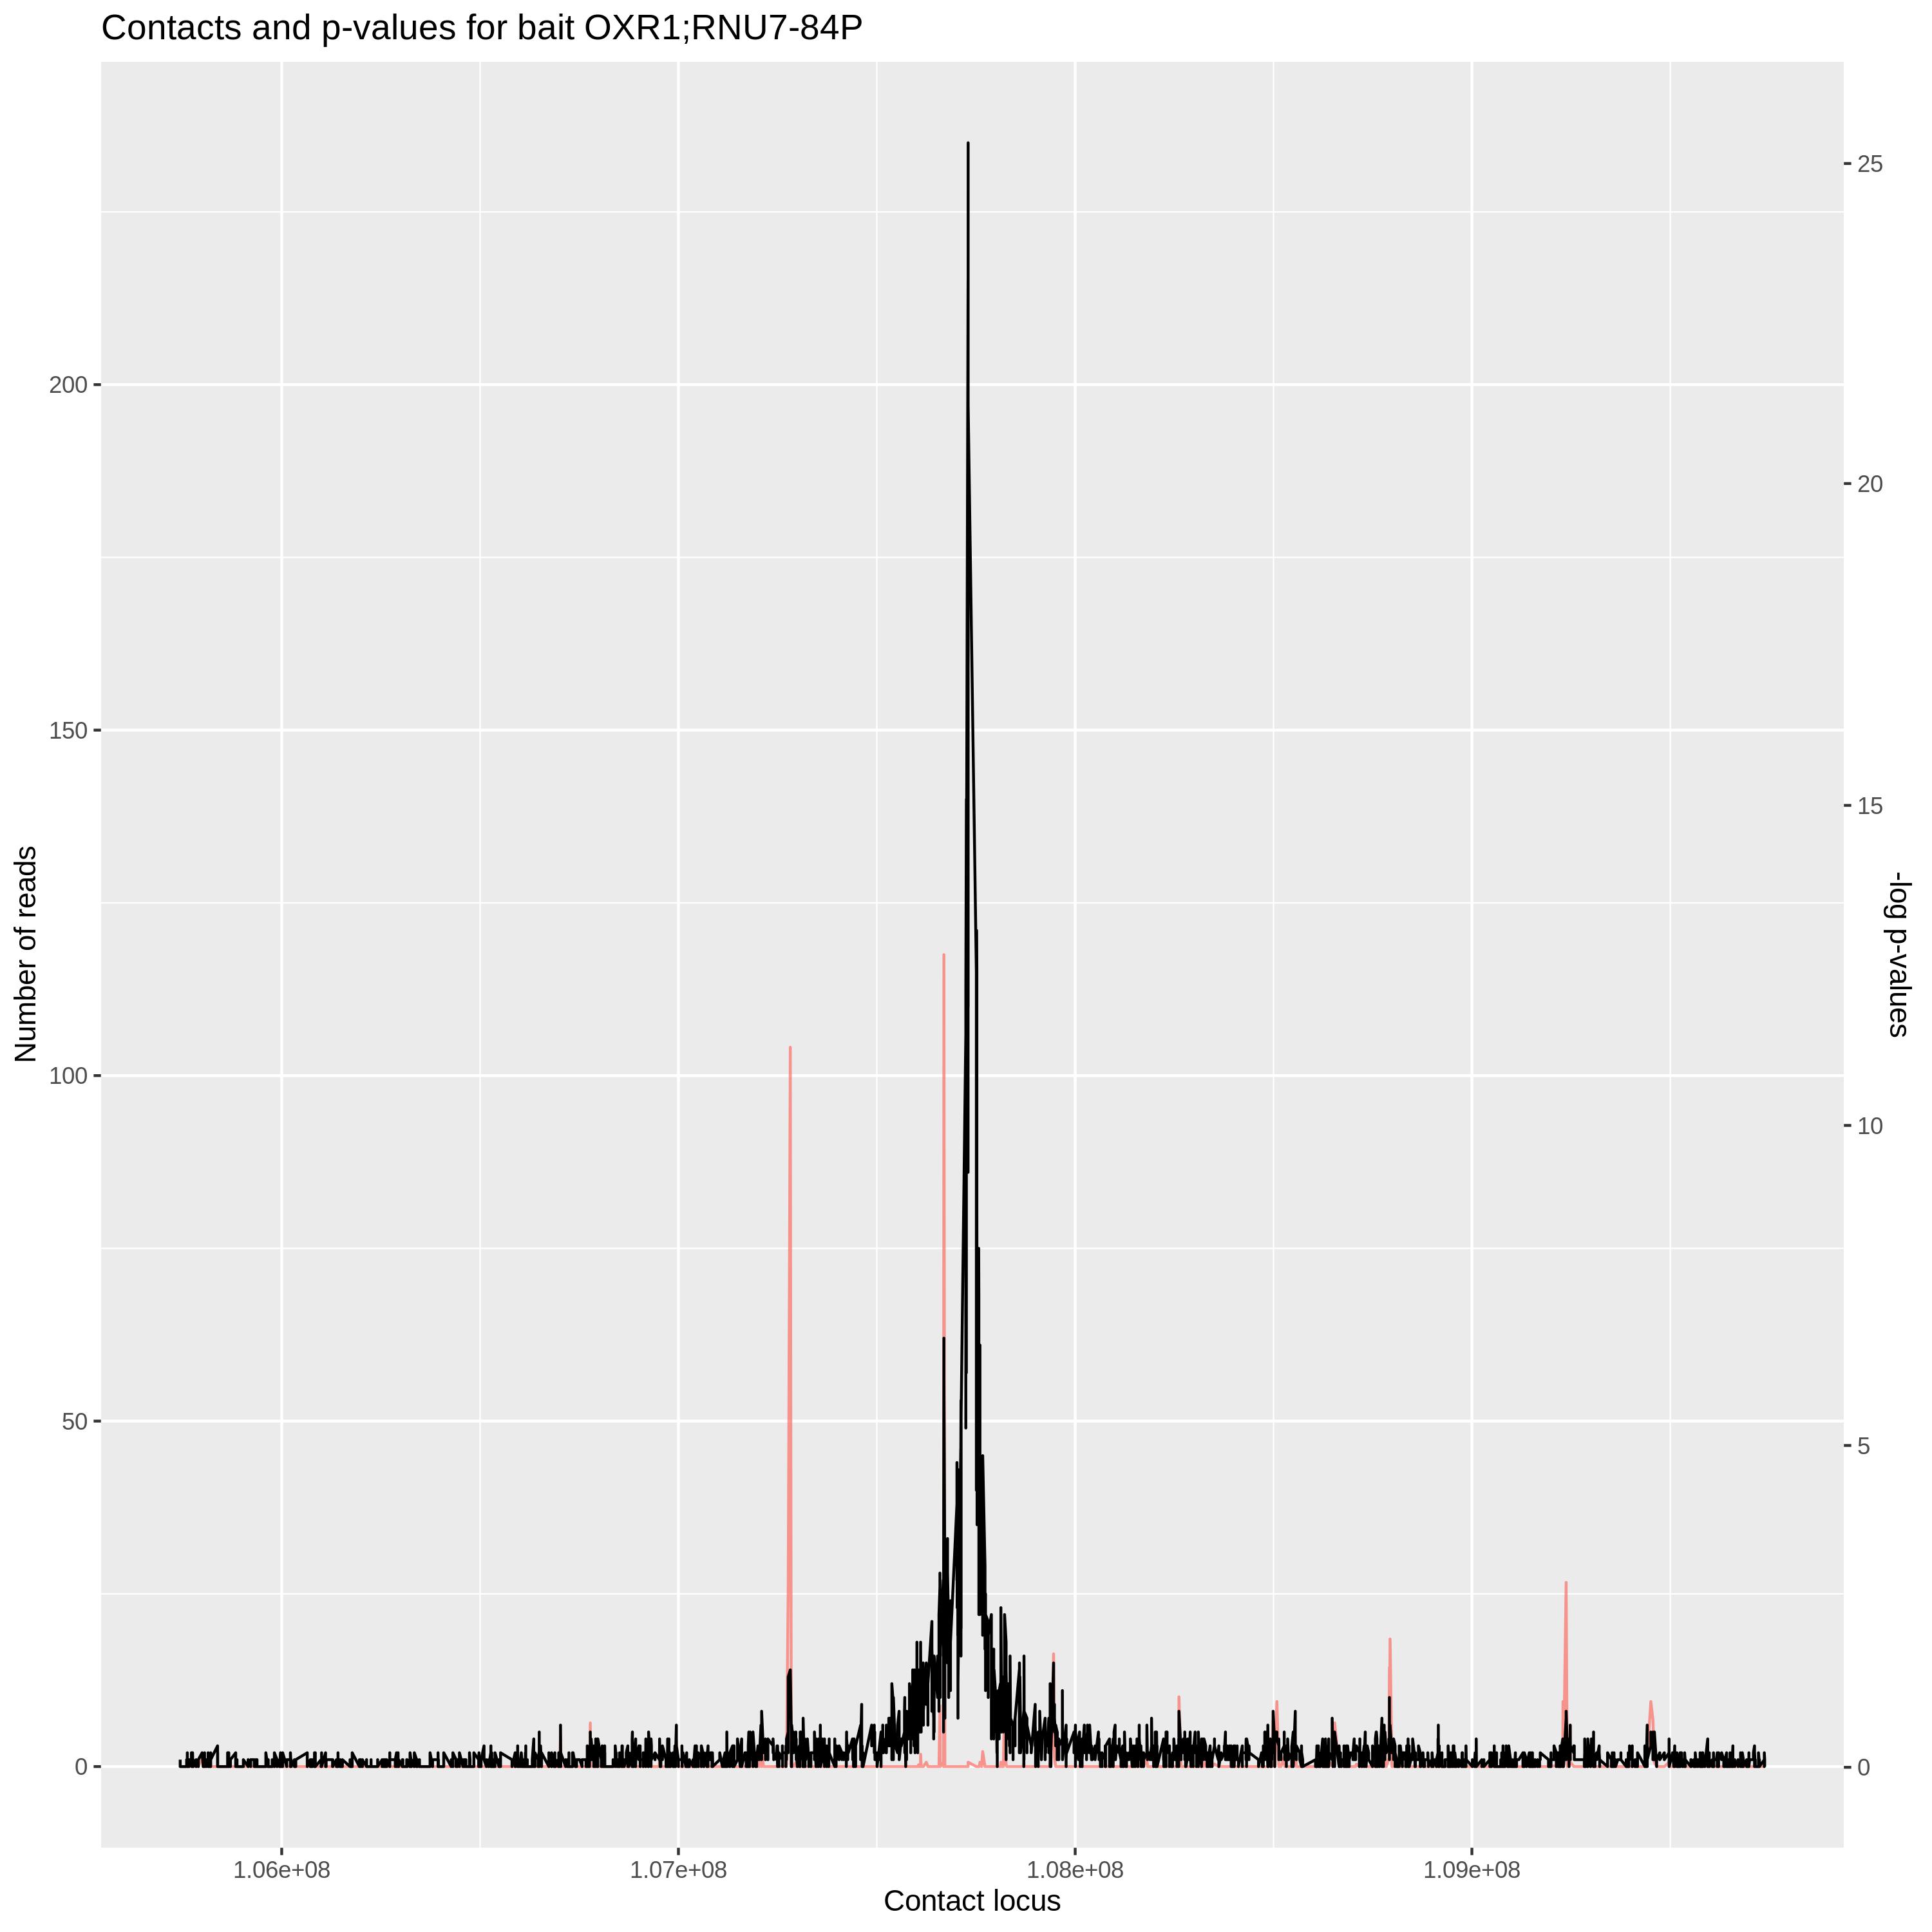 Contacts and p-values for bait OXR1;RNU7-84P
Number of reads
200
150
100
50
0
25
20
15
10
5
0
-log p-values
1.06e+08 1.07e+08 1.08e+08 1.09e+08
Contact locus